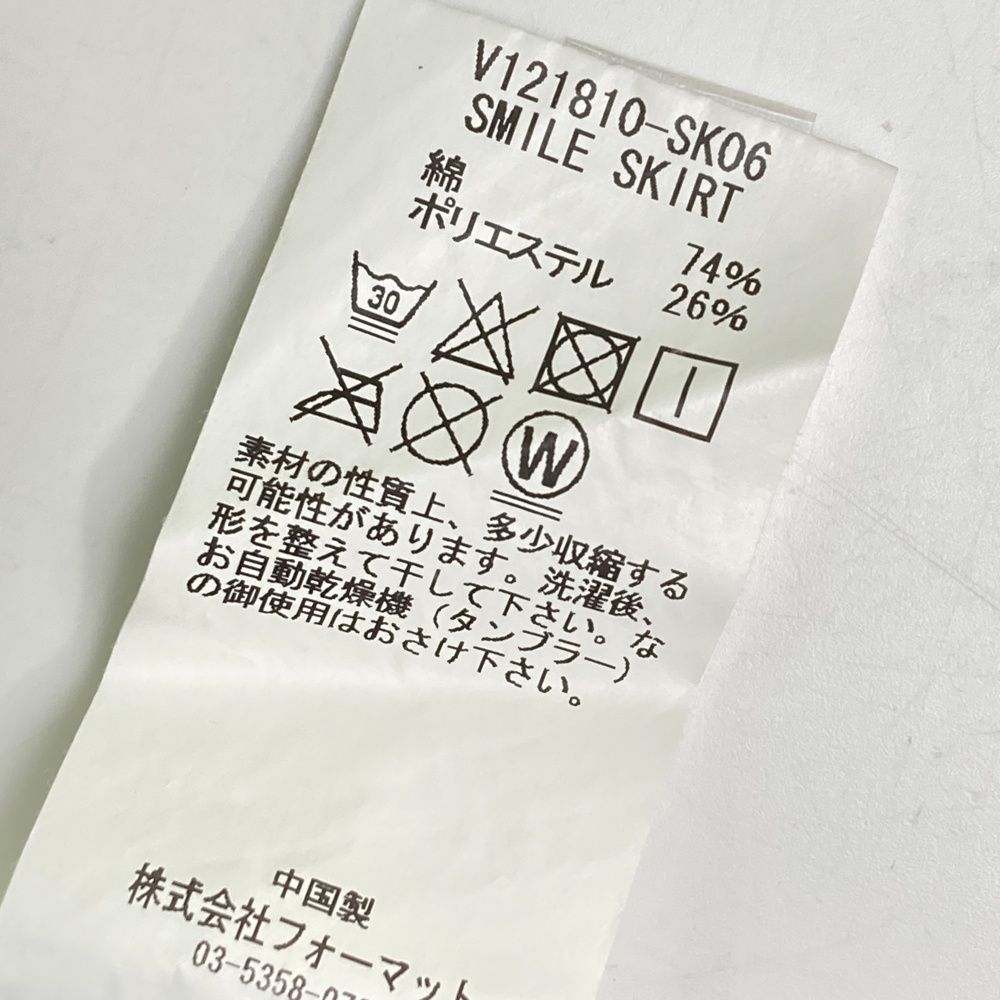 V121810-SK06
SMILE SKIRT
綿 74%
ポリエステル 26%
30
W
素材の性質上、多少収縮する
可能性があります。洗濯後、
形を整えて干して下さい。な
お自動乾燥機（タンブラー）
の御使用はおさけ下さい。
中国製
株式会社フォーマット
03-5358-07